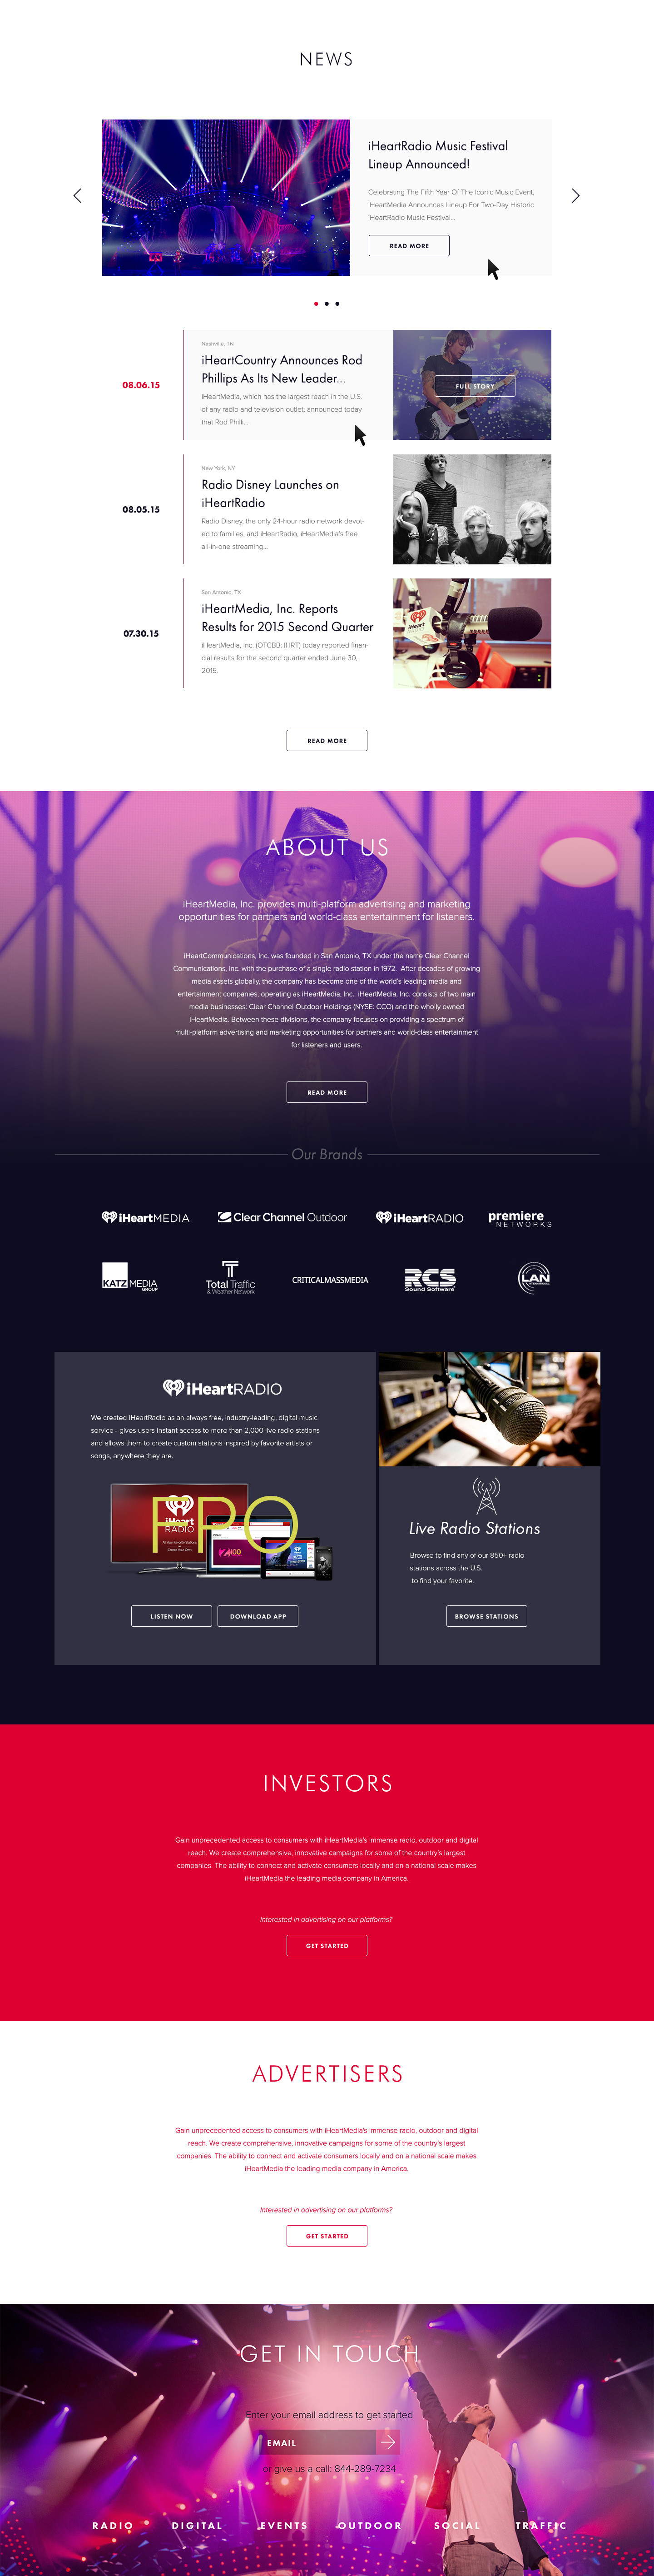 NEWS
iHeartRadio Music Festival
Lineup Announced!
Celebrating The Fifth Year Of The Iconic Music Event,
iHeartMedia Announces Lineup For Two-Day Historic
iHeartRadio Music Festival...
READ MORE
08.06.15
Nashville, TN
iHeartCountry Announces Rod
Phillips As Its New Leader...
iHeartMedia, which has the largest reach in the U.S.
of any radio and television outlet, announced today
that Rod Philli...
FULL STORY
08.05.15
New York, NY
Radio Disney Launches on
iHeartRadio
Radio Disney, the only 24-hour radio network devot-
ed to families, and iHeartRadio, iHeartMedia's free
all-in-one streaming...
07.30.15
San Antonio, TX
iHeartMedia, Inc. Reports
Results for 2015 Second Quarter
iHeartMedia, Inc. (OTCBB: IHRT) today reported finan-
cial results for the second quarter ended June 30,
2015.
iHeart
READ MORE
ABOUT US
iHeartMedia, Inc. provides multi-platform advertising and marketing
opportunities for partners and world-class entertainment for listeners.
iHeartCommunications, Inc. was founded in San Antonio, TX under the name Clear Channel
Communications, Inc. with the purchase of a single radio station in 1972. After decades of growing
media assets globally, the company has become one of the world's leading media and
entertainment companies, operating as iHeartMedia, Inc. iHeartMedia, Inc. consists of two main
media businesses: Clear Channel Outdoor Holdings (NYSE: CCO) and the wholly owned
iHeartMedia. Between these divisions, the company focuses on providing a spectrum of
multi-platform advertising and marketing opportunities for partners and world-class entertainment
for listeners and users.
READ MORE
Our Brands
iHeartMEDIA
Clear Channel Outdoor
iHeartRADIO
premiere
NETWORKS
KATZ MEDIA
GROUP
Total Traffic
& Weather Network
CRITICALMASSMEDIA
RCS
Sound Software
LAN
iHeartRADIO
We created iHeartRadio as an always free, industry-leading, digital music
service - gives users instant access to more than 2,000 live radio stations
and allows them to create custom stations inspired by favorite artists or
songs, anywhere they are.
FPO
iHeart
RADIO
All Your Favorite Stations
Create Your Own!
LISTEN NOW
DOWNLOAD APP
Live Radio Stations
Browse to find any of our 850+ radio
stations across the U.S.
to find your favorite.
BROWSE STATIONS
INVESTORS
Gain unprecedented access to consumers with iHeartMedia's immense radio, outdoor and digital
reach. We create comprehensive, innovative campaigns for some of the country's largest
companies. The ability to connect and activate consumers locally and on a national scale makes
iHeartMedia the leading media company in America.
Interested in advertising on our platforms?
GET STARTED
ADVERTISERS
Gain unprecedented access to consumers with iHeartMedia's immense radio, outdoor and digital
reach. We create comprehensive, innovative campaigns for some of the country's largest
companies. The ability to connect and activate consumers locally and on a national scale makes
iHeartMedia the leading media company in America.
Interested in advertising on our platforms?
GET STARTED
GET IN TOUCH
Enter your email address to get started
EMAIL
or give us a call: 844-289-7234
RADIO
DIGITAL
EVENTS
OUTDOOR
SOCIAL
TRAFFIC